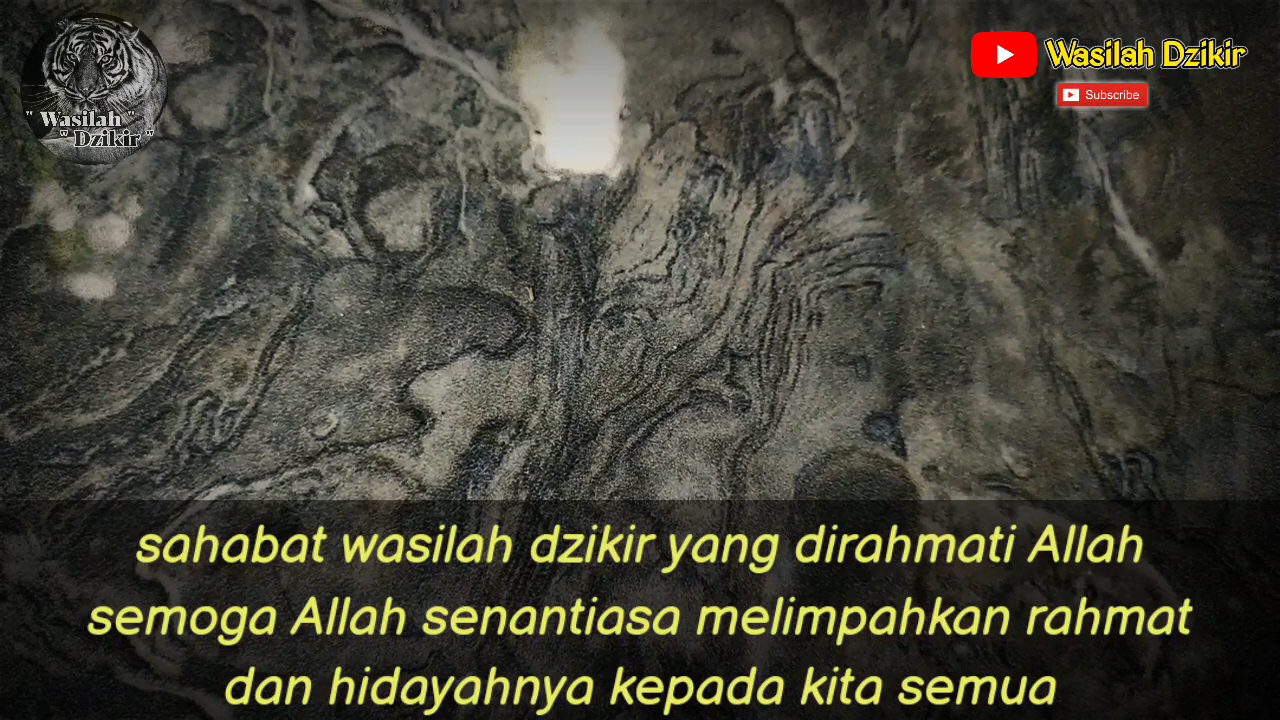 " Wasilah "
" Dzikir "
Wasilah Dzikir
Subscribe
sahabat wasilah dzikir yang dirahmati Allah
semoga Allah senantiasa melimpahkan rahmat
dan hidayahnya kepada kita semua